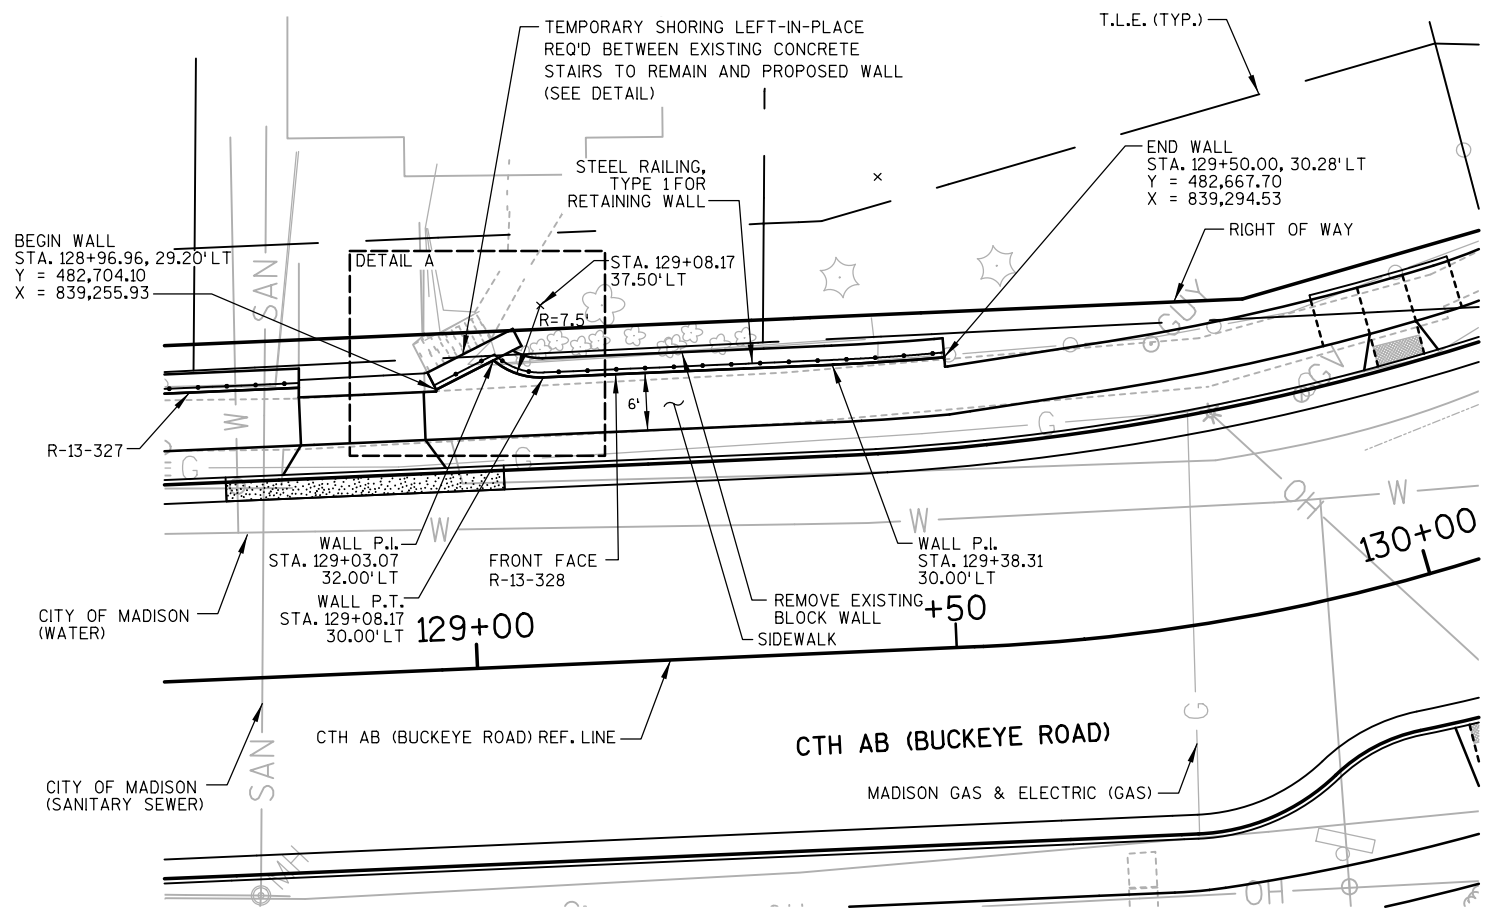 TEMPORARY SHORING LEFT-IN-PLACE
REQ'D BETWEEN EXISTING CONCRETE
STAIRS TO REMAIN AND PROPOSED WALL
(SEE DETAIL)
T.L.E. (TYP.)
STEEL RAILING,
TYPE 1 FOR
RETAINING WALL
END WALL
STA. 129+50.00, 30.28' LT
Y = 482,667.70
X = 839,294.53
RIGHT OF WAY
BEGIN WALL
STA. 128+96.96, 29.20' LT
Y = 482,704.10
X = 839,255.93
DETAIL A
STA. 129+08.17
37.50' LT
R=7.5'
SAN
SAN
GUY
GV
W
6'
R-13-327
G
G
G
OH
W
W
W
130+00
WALL P.I.
STA. 129+03.07
32.00' LT
FRONT FACE
R-13-328
WALL P.I.
STA. 129+38.31
30.00' LT
WALL P.T.
STA. 129+08.17
30.00' LT
129+00
REMOVE EXISTING
BLOCK WALL
+50
SIDEWALK
CITY OF MADISON
(WATER)
CTH AB (BUCKEYE ROAD) REF. LINE
CTH AB (BUCKEYE ROAD)
G
SAN
CITY OF MADISON
(SANITARY SEWER)
MADISON GAS & ELECTRIC (GAS)
MH
OH